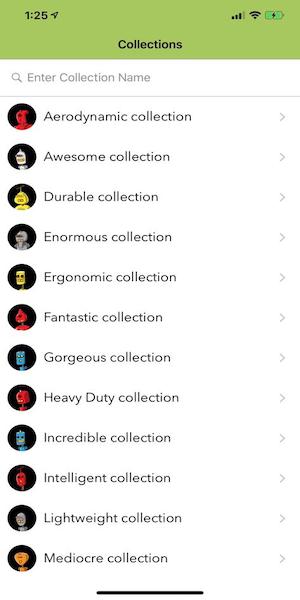 1:25
Collections
Enter Collection Name
Aerodynamic collection
Awesome collection
Durable collection
Enormous collection
Ergonomic collection
Fantastic collection
Gorgeous collection
Heavy Duty collection
Incredible collection
Intelligent collection
Lightweight collection
Mediocre collection